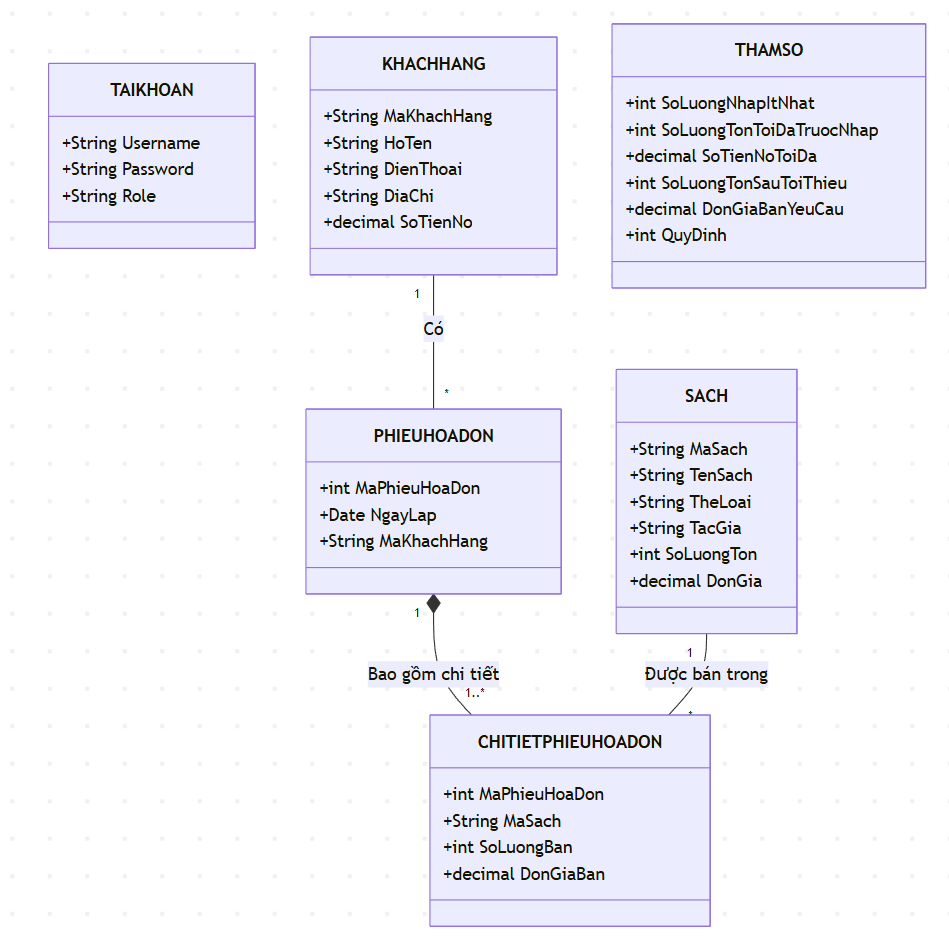 TAIKHOAN
+String Username
+String Password
+String Role
KHACHHANG
+String MaKhachHang
+String HoTen
+String DienThoai
+String DiaChi
+decimal SoTienNo
THAMSO
+int SoLuongNhapItNhat
+int SoLuongTonToiDaTruocNhap
+decimal SoTienNoToiDa
+int SoLuongTonSauToiThieu
+decimal DonGiaBanYeuCau
+int QuyDinh
1
Có
*
PHIEUHOADON
+int MaPhieuHoaDon
+Date NgayLap
+String MaKhachHang
SACH
+String MaSach
+String TenSach
+String TheLoai
+String TacGia
+int SoLuongTon
+decimal DonGia
1
Bao gồm chi tiết
1..*
1
Được bán trong
*
CHITIETPHIEUHOADON
+int MaPhieuHoaDon
+String MaSach
+int SoLuongBan
+decimal DonGiaBan